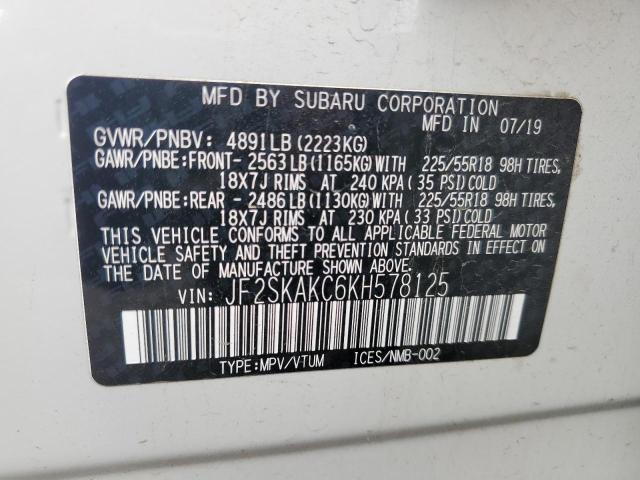 MFD BY SUBARU CORPORATION
MFD IN 07/19
GVWR/PNBV: 4891LB(2223KG)
GAWR/PNBE:FRONT- 2563LB(1165KG)WITH 225/55R18 98H TIRES,
18X7J RIMS AT 240 KPA(35 PSI)COLD
GAWR/PNBE:REAR - 2486LB(1130KG)WITH 225/55R18 98H TIRES,
18X7J RIMS AT 230 KPA(33 PSI)COLD
THIS VEHICLE CONFORMS TO ALL APPLICABLE FEDERAL MOTOR
VEHICLE SAFETY AND THEFT PREVENTION STANDARDS IN EFFECT ON
THE DATE OF MANUFACTURE SHOWN ABOVE.
VIN: JF2SKAKC6KH578125
TYPE:MPV/VTUM ICES/NMB-002